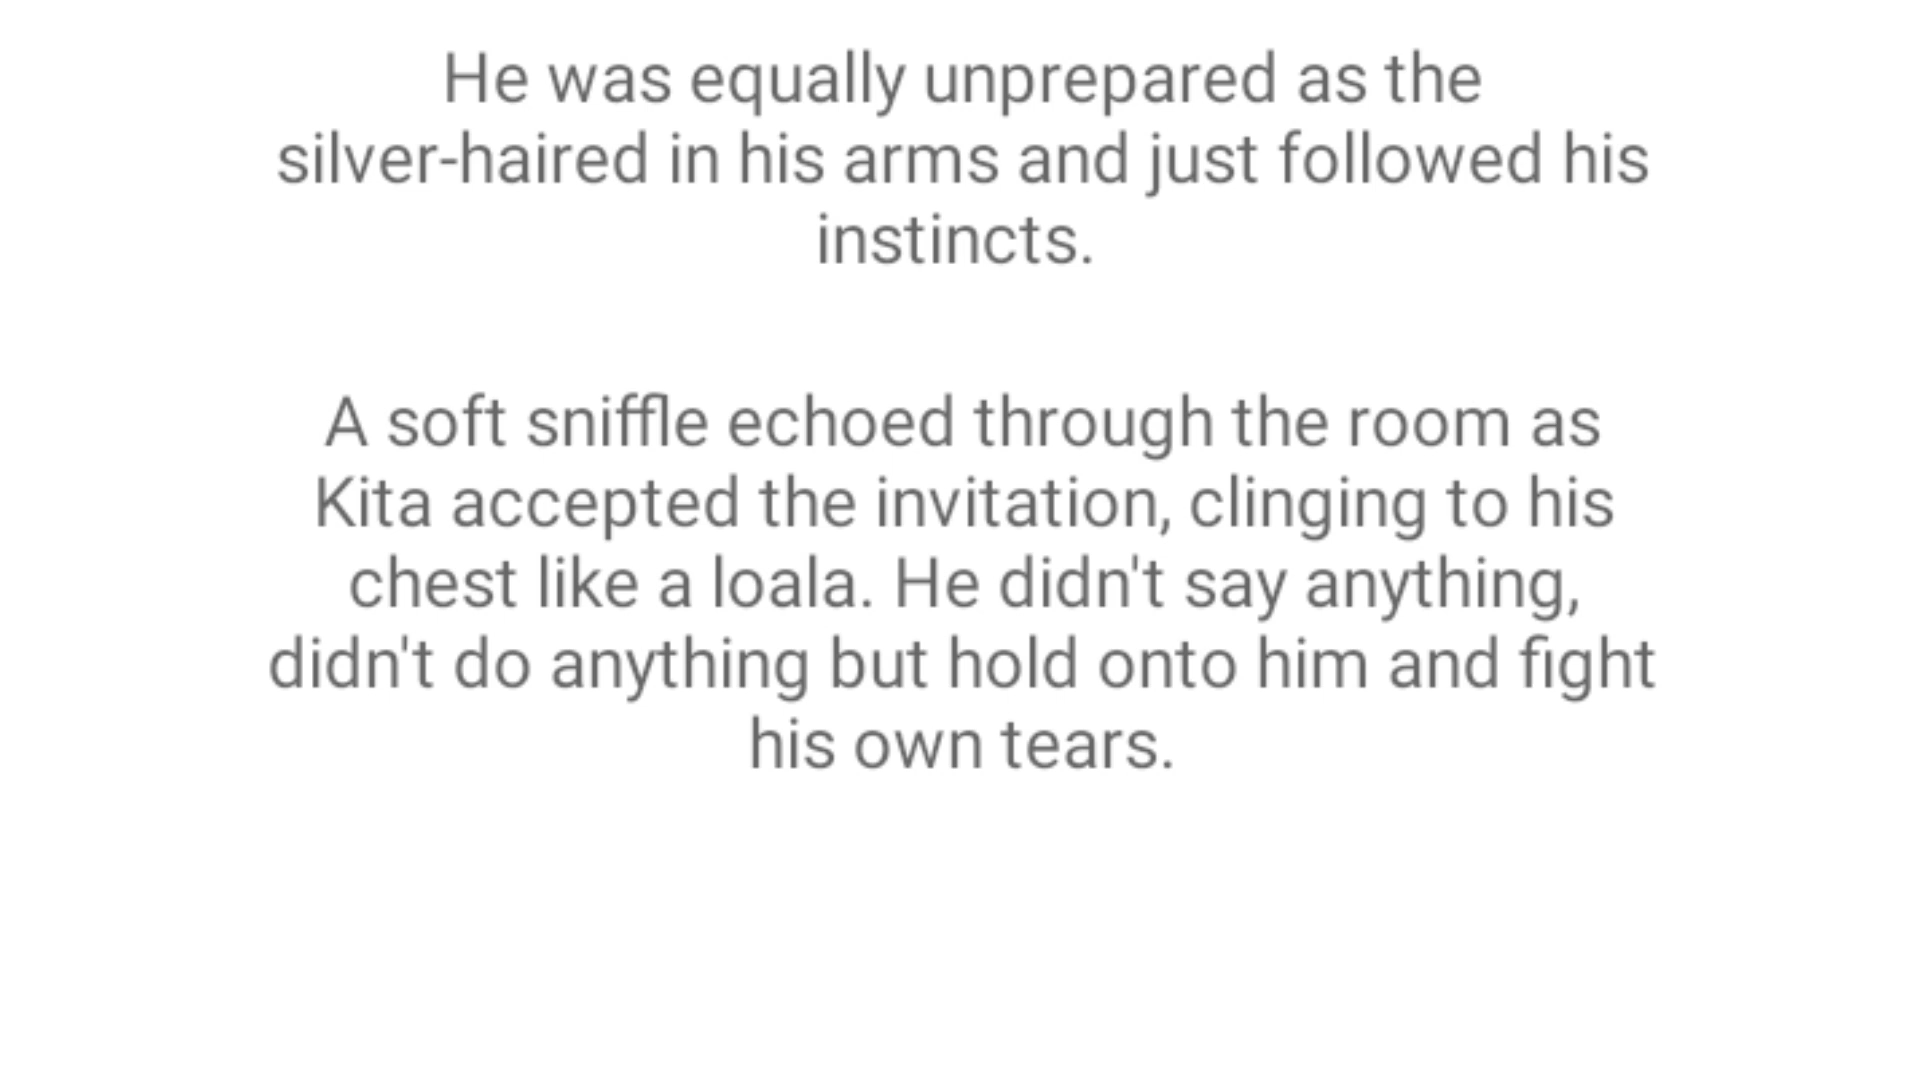 He was equally unprepared as the
silver-haired in his arms and just followed his
instincts.
A soft sniffle echoed through the room as
Kita accepted the invitation, clinging to his
chest like a loala. He didn't say anything,
didn't do anything but hold onto him and fight
his own tears.